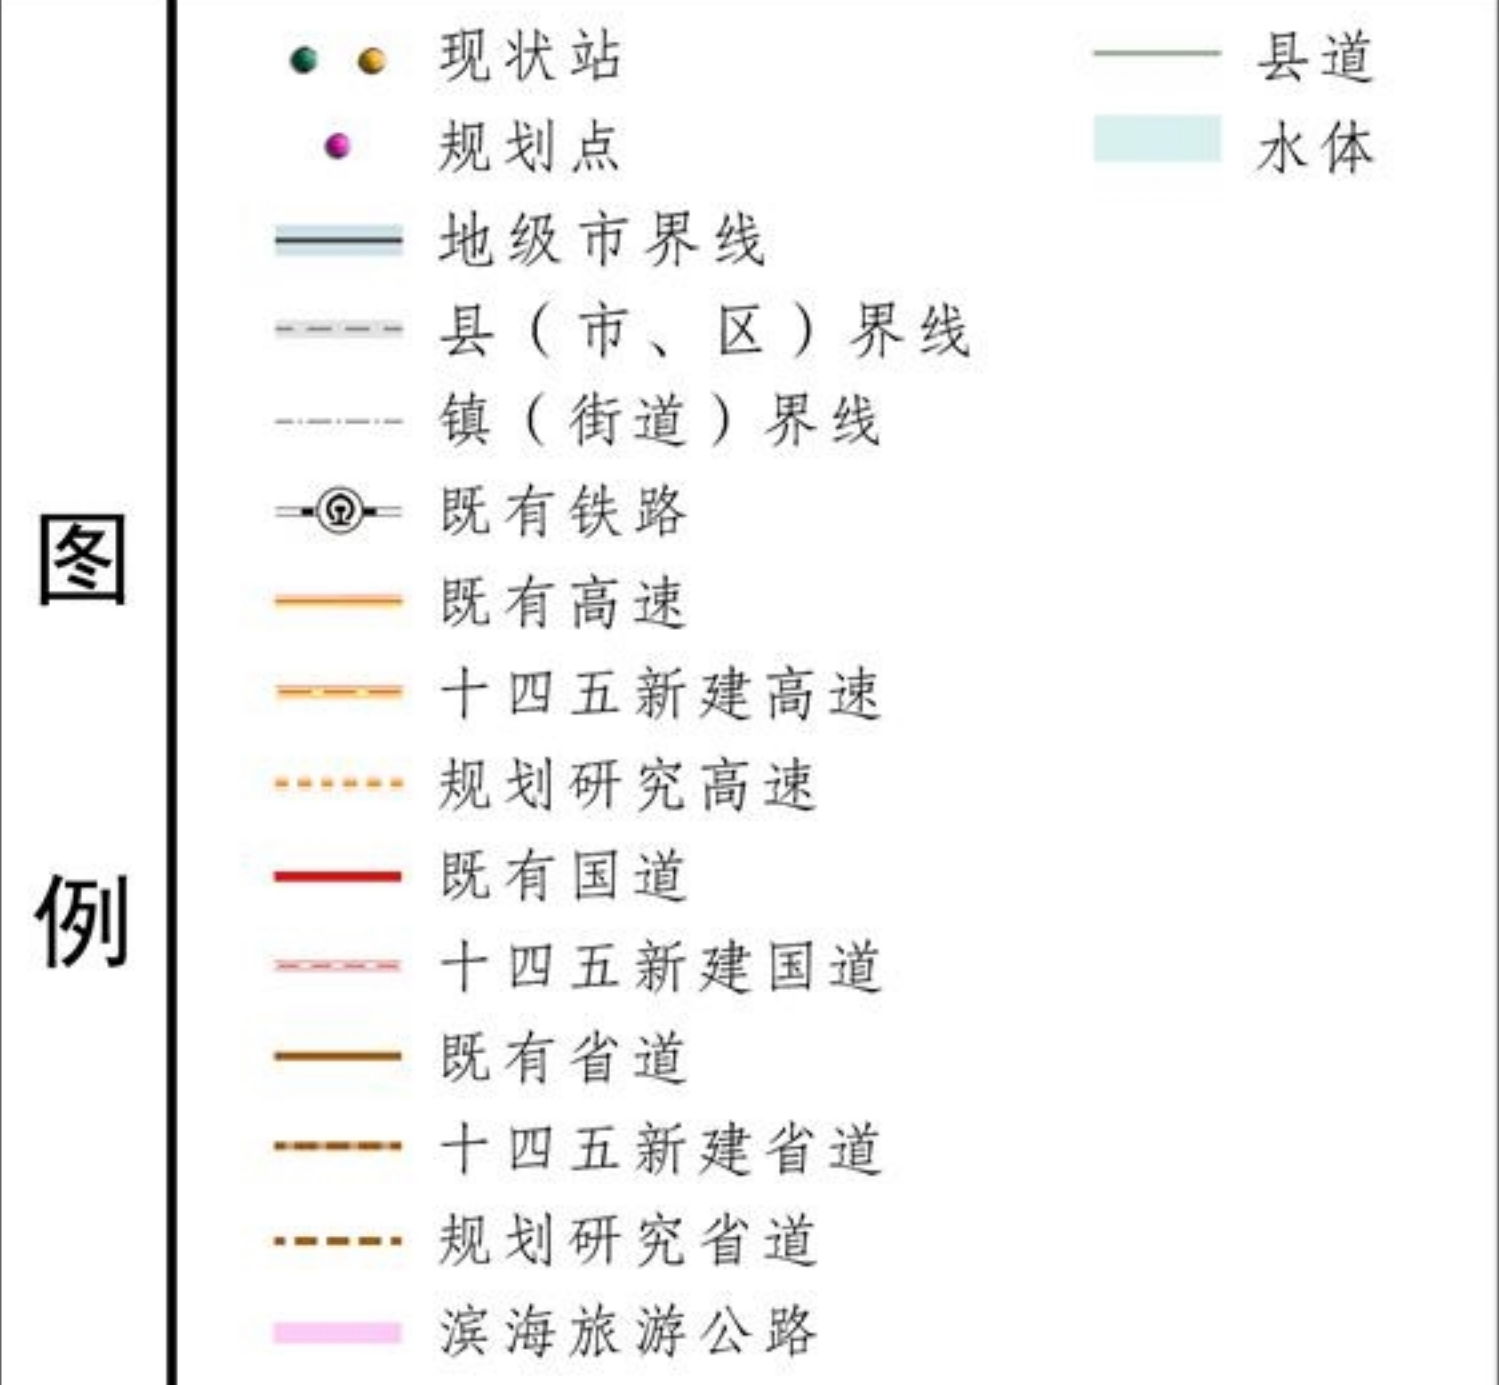 图例
现状站
规划点
地级市界线
县（市、区）界线
镇（街道）界线
既有铁路
既有高速
十四五新建高速
规划研究高速
既有国道
十四五新建国道
既有省道
十四五新建省道
规划研究省道
滨海旅游公路
县道
水体